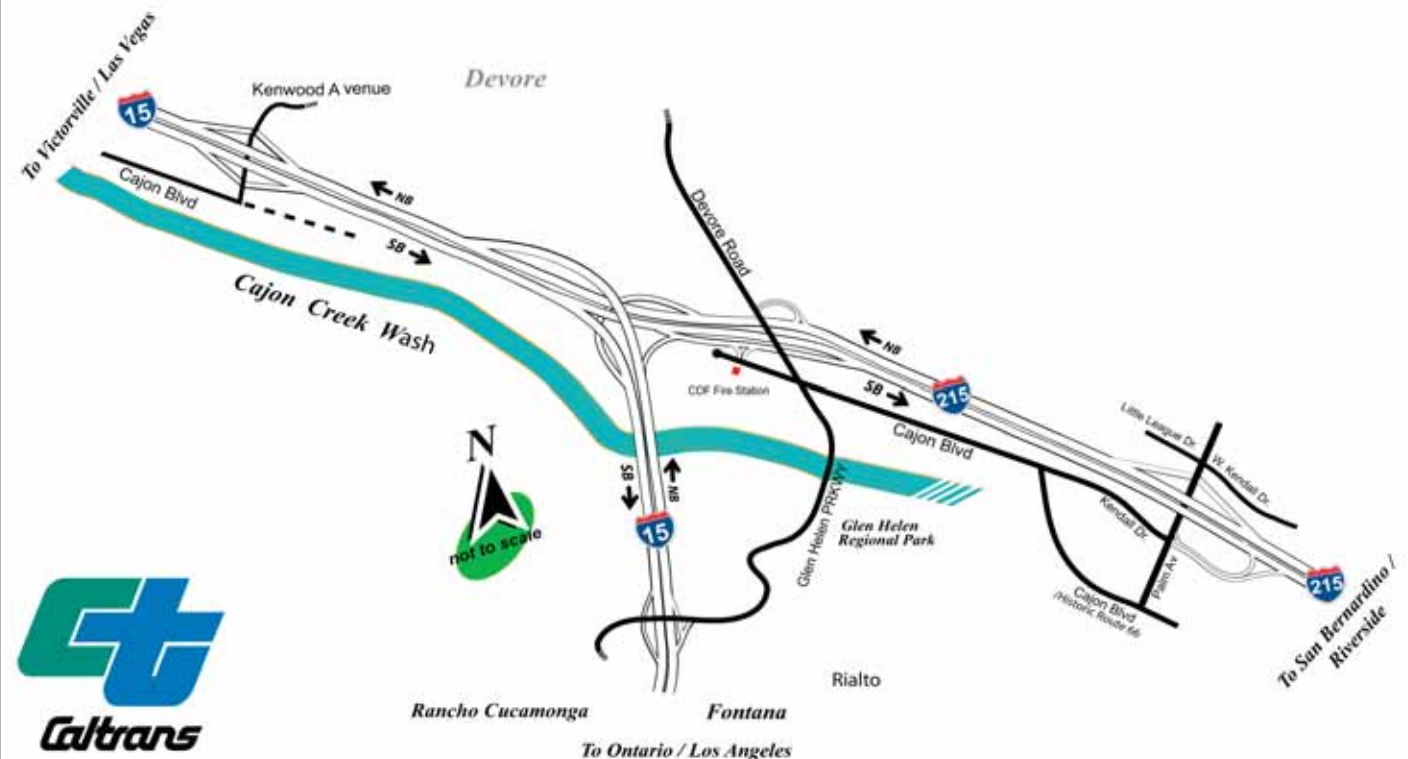 To Victorville / Las Vegas
15
Kenwood A venue
Devore
Cajon Blvd
NB
SB
Cajon Creek Wash
Devore Road
NB
SB
215
CDF Fire Station
Cajon Blvd
Little League Dr.
W. Kendall Dr.
Kendall Dr.
Palm Av
Cajon Blvd
/Historic Route 66
215
To San Bernardino /
Riverside
N
not to scale
SB
NB
15
Glen Helen PRKWY
Glen Helen
Regional Park
Rialto
Rancho Cucamonga
Fontana
To Ontario / Los Angeles
Ct
Caltrans